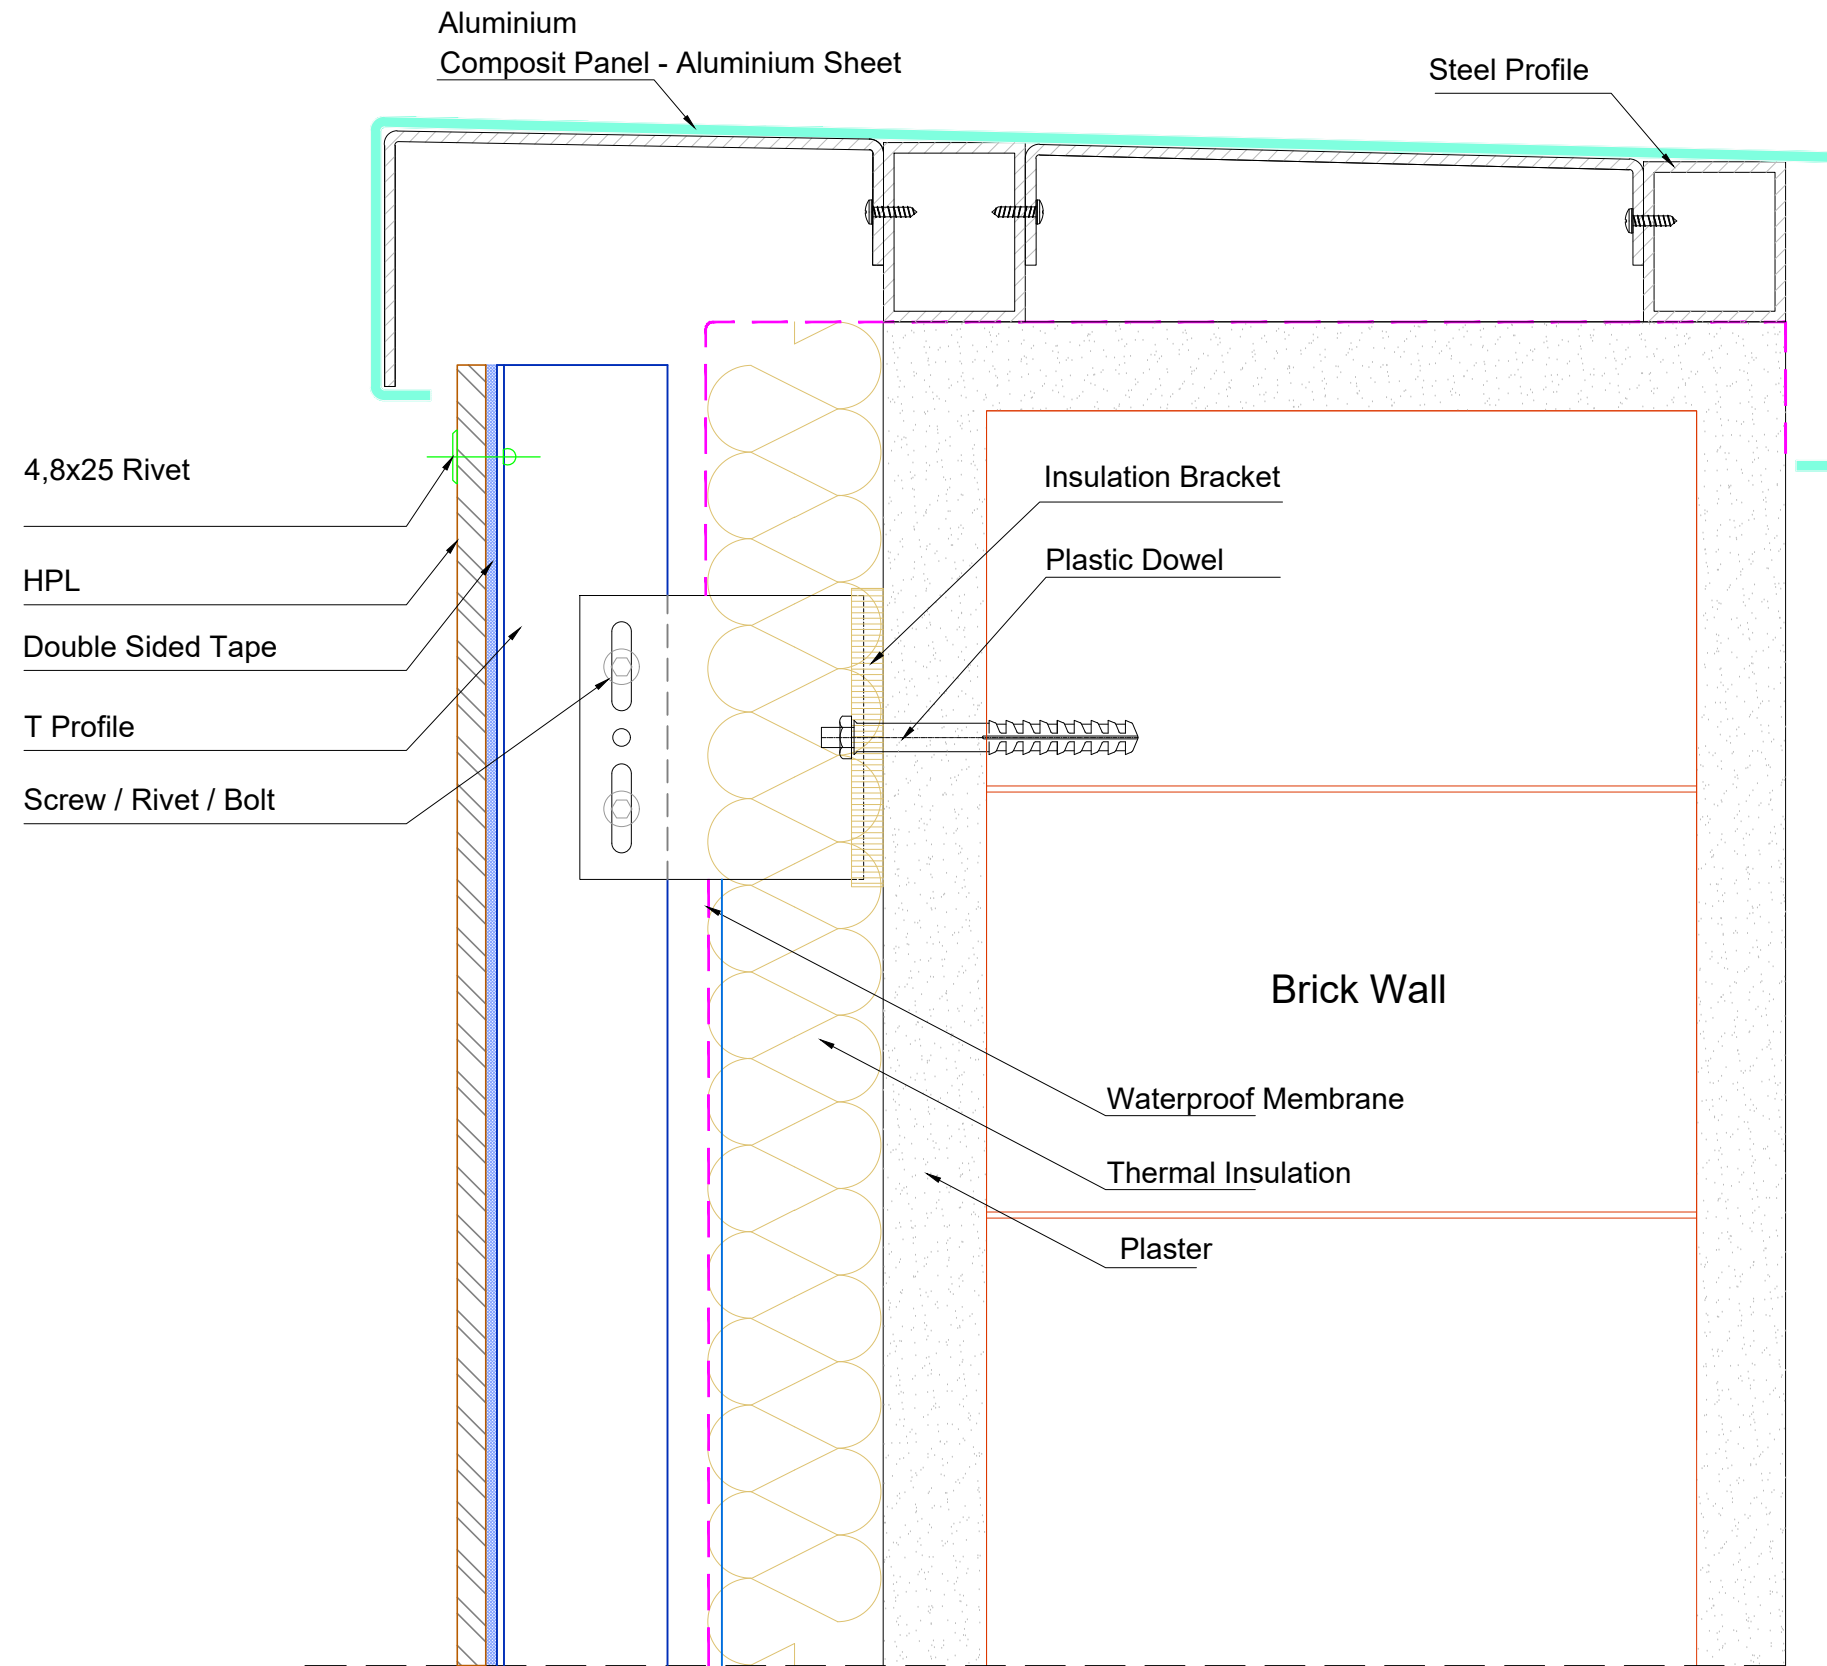 Aluminium
Composit Panel - Aluminium Sheet
Steel Profile
4,8x25 Rivet
Insulation Bracket
Plastic Dowel
HPL
Double Sided Tape
T Profile
Screw / Rivet / Bolt
Brick Wall
Waterproof Membrane
Thermal Insulation
Plaster